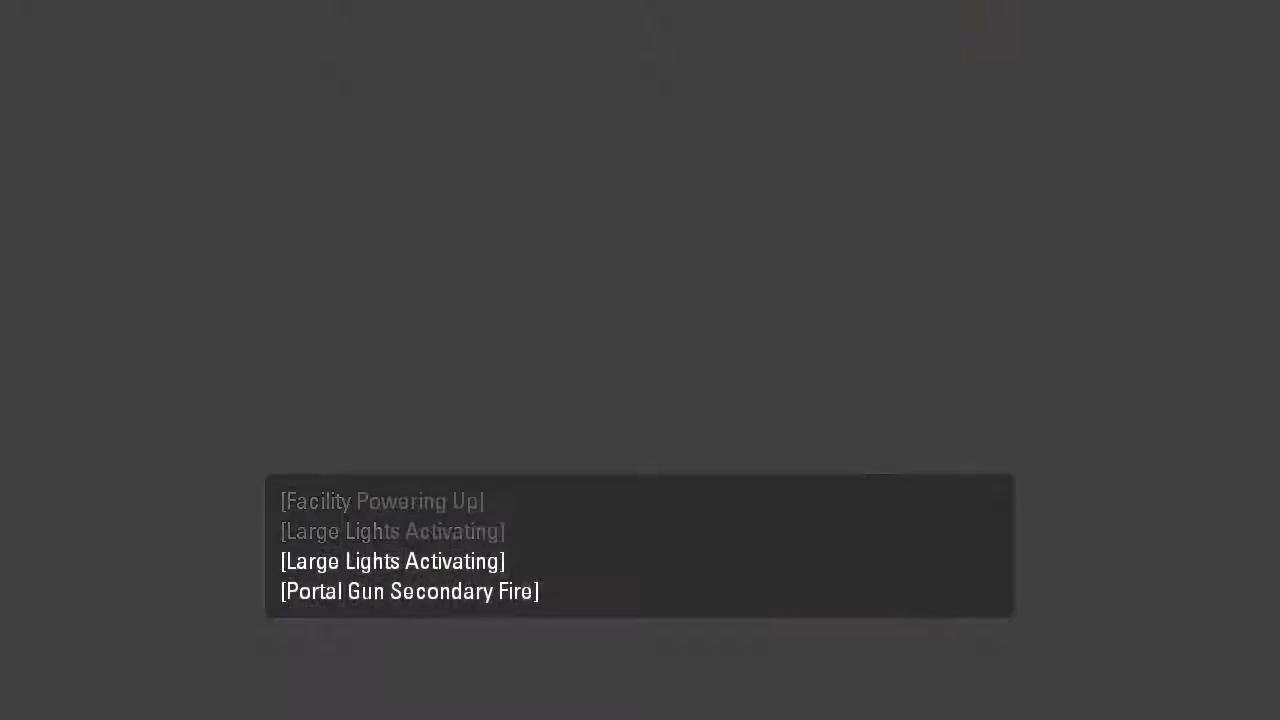 [Facility Powering Up]
[Large Lights Activating]
[Large Lights Activating]
[Portal Gun Secondary Fire]